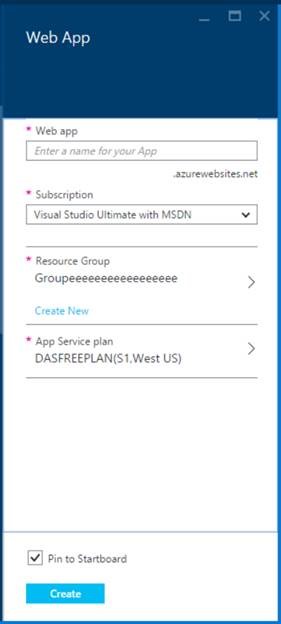 Web App
* Web app
Enter a name for your App
.azurewebsites.net
* Subscription
Visual Studio Ultimate with MSDN
* Resource Group
Groupeeeeeeeeeeeeeeeee
Create New
* App Service plan
DASFREEPLAN(S1,West US)
Pin to Startboard
Create